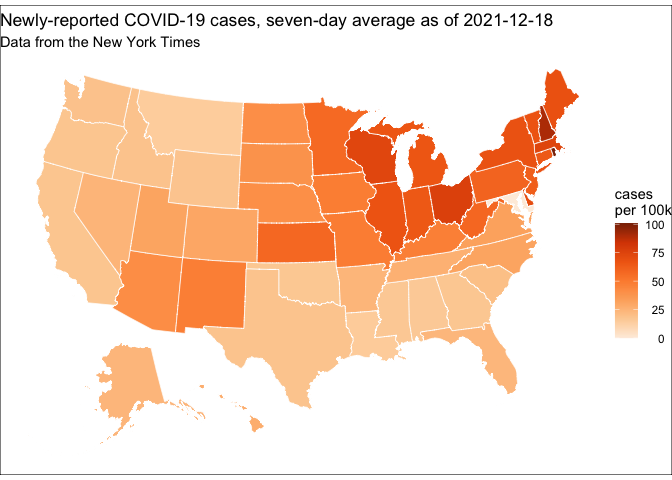 Newly-reported COVID-19 cases, seven-day average as of 2021-12-18
Data from the New York Times
cases
per 100k
100
75
50
25
0